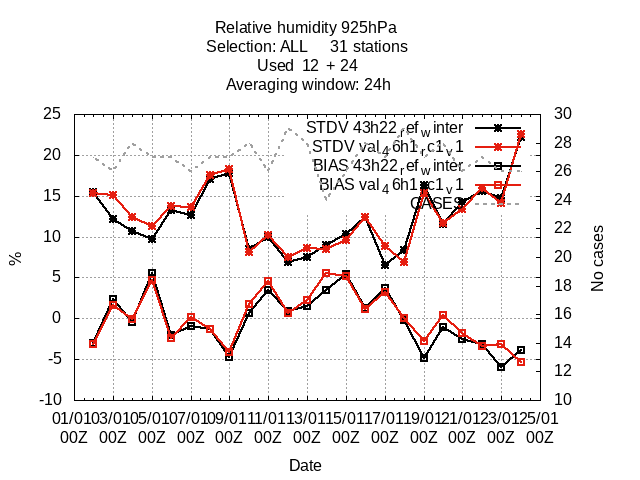 Relative humidity 925hPa
Selection: ALL 31 stations
Used 12 + 24
Averaging window: 24h
25
20
15
10
5
0
-5
-10
%
30
28
26
24
22
20
18
16
14
12
10
No cases
STDV 43h22refwinter
STDV val46h1rc1v1
BIAS 43h22refwinter
BIAS val46h1rc1v1
CASES
01/01 03/01 05/01 07/01 09/01 11/01 13/01 15/01 17/01 19/01 21/01 23/01 25/01
00Z 00Z 00Z 00Z 00Z 00Z 00Z 00Z 00Z 00Z 00Z 00Z 00Z
Date